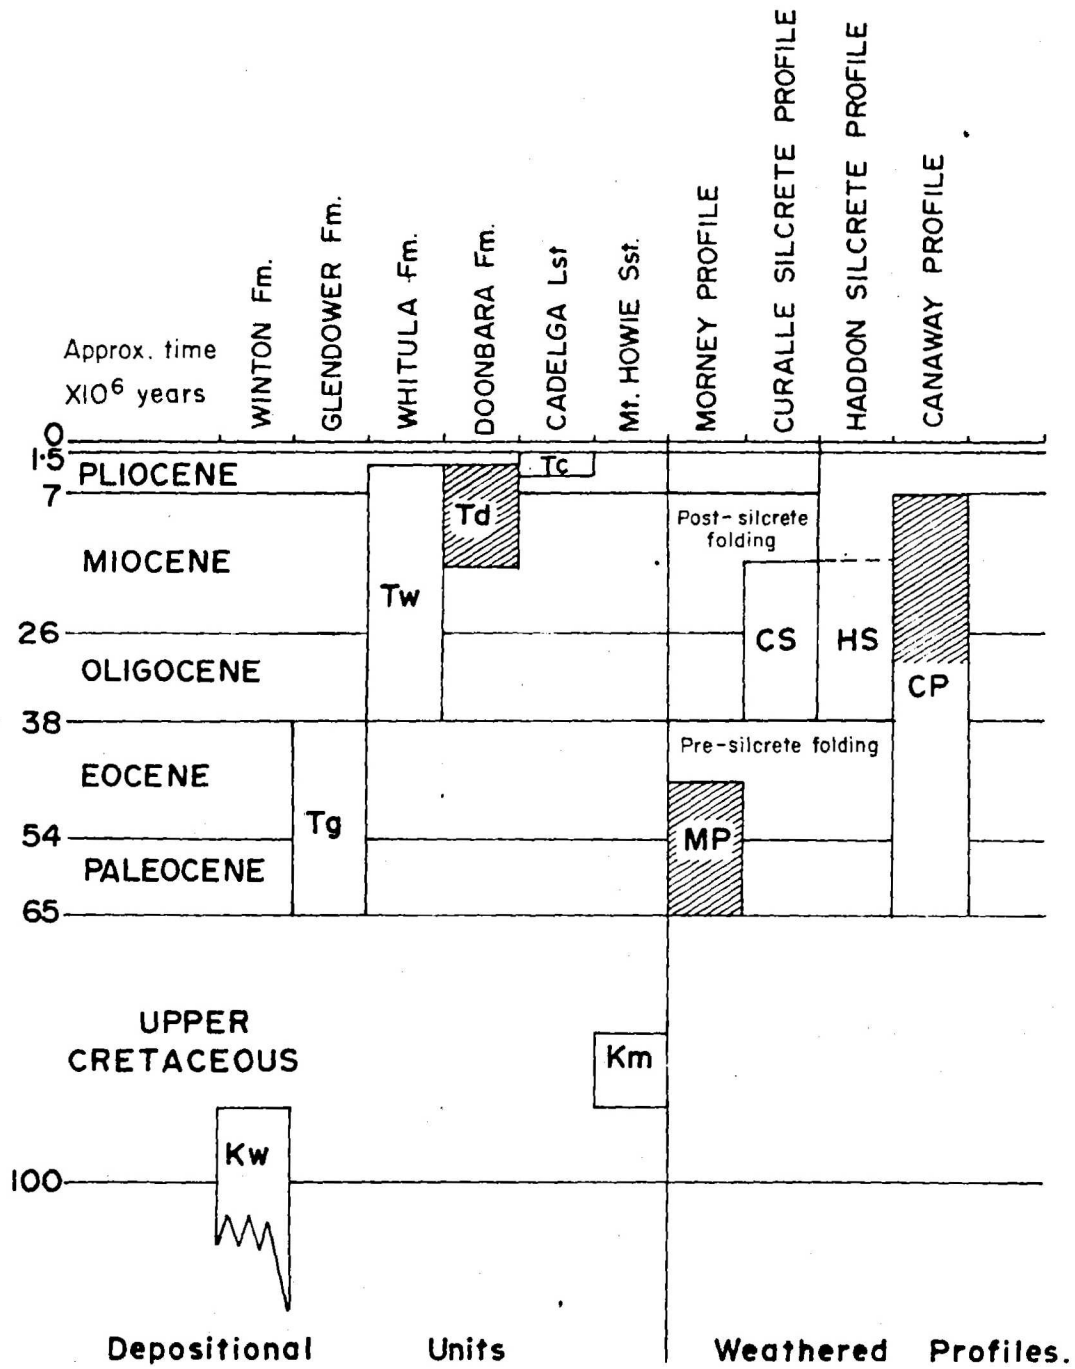 Approx. time
X10⁶ years
WINTON Fm.
GLENDOWER Fm.
WHITULA Fm.
DOONBARA Fm.
CADELGA Lst
Mt. HOWIE Sst.
MORNEY PROFILE
CURALLE SILCRETE PROFILE
HADDON SILCRETE PROFILE
CANAWAY PROFILE
0
1·5
PLIOCENE
Tc
7
Td
Post-silcrete
folding
MIOCENE
Tw
26
CS
HS
OLIGOCENE
CP
38
Pre-silcrete folding
EOCENE
Tg
54
MP
PALEOCENE
65
UPPER
CRETACEOUS
Km
Kw
100
Depositional Units Weathered Profiles.